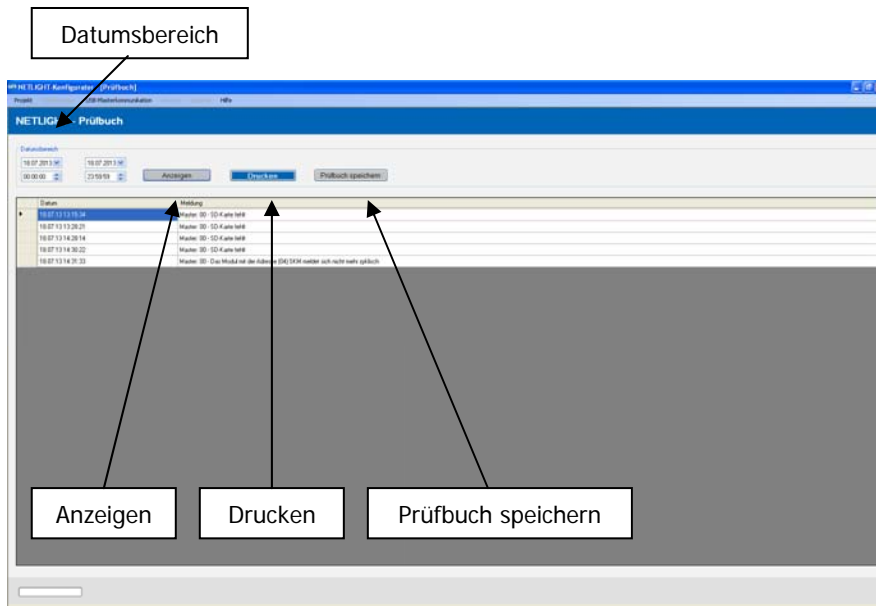 Datumsbereich
NETLIGHT-Konfigurator - [Prüfbuch]
Projekt USB-Masterkommunikation Hilfe
NETLIGHT - Prüfbuch
Datumsbereich
18.07.2013 18.07.2013
00:00:00 23:59:59 Anzeigen Drucken Prüfbuch speichern
Datum Meldung
18.07.13 13:15:34 Master: 00 - SD-Karte fehlt!
18.07.13 13:28:21 Master: 00 - SD-Karte fehlt!
18.07.13 14:28:14 Master: 00 - SD-Karte fehlt!
18.07.13 14:30:22 Master: 00 - SD-Karte fehlt!
18.07.13 14:31:33 Master: 00 - Das Modul mit der Adresse (04) SKM meldet sich nicht mehr zyklisch
Anzeigen Drucken Prüfbuch speichern